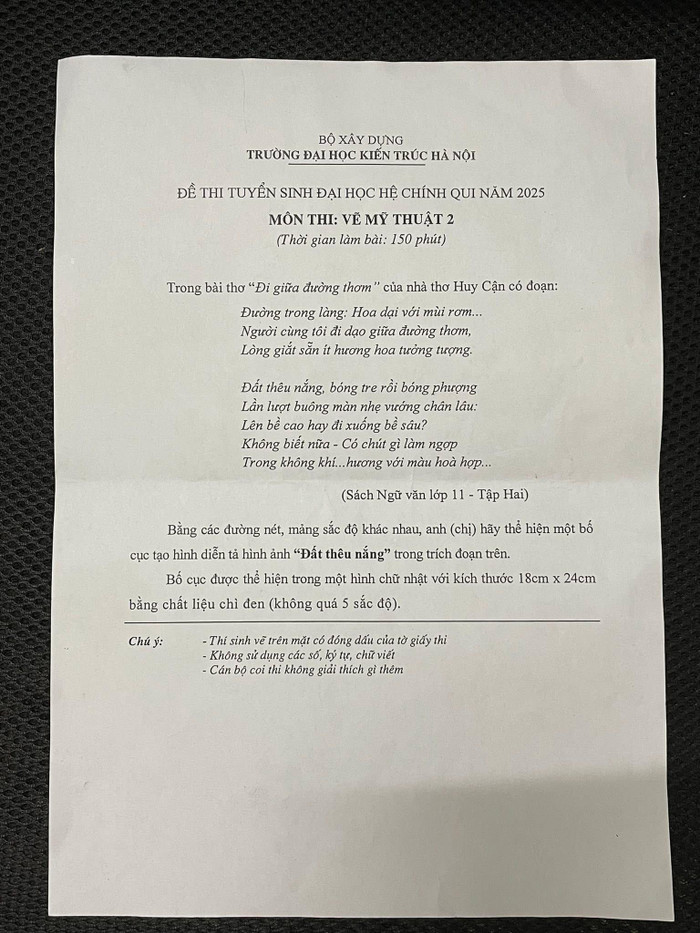 BỘ XÂY DỰNG
TRƯỜNG ĐẠI HỌC KIẾN TRÚC HÀ NỘI
ĐỀ THI TUYỂN SINH ĐẠI HỌC HỆ CHÍNH QUI NĂM 2025
MÔN THI: VẼ MỸ THUẬT 2
(Thời gian làm bài: 150 phút)
Trong bài thơ “Đi giữa đường thơm” của nhà thơ Huy Cận có đoạn:
Đường trong làng: Hoa dại với mùi rơm...
Người cùng tôi đi dạo giữa đường thơm,
Lòng giắt sẵn ít hương hoa tưởng tượng.
Đất thêu nắng, bóng tre rồi bóng phượng
Lần lượt buông màn nhẹ vướng chân lâu:
Lên bề cao hay đi xuống bề sâu?
Không biết nữa - Có chút gì làm ngợp
Trong không khí...hương với màu hoà hợp...
(Sách Ngữ văn lớp 11 - Tập Hai)
Bằng các đường nét, mảng sắc độ khác nhau, anh (chị) hãy thể hiện một bố
cục tạo hình diễn tả hình ảnh “Đất thêu nắng” trong trích đoạn trên.
Bố cục được thể hiện trong một hình chữ nhật với kích thước 18cm x 24cm
bằng chất liệu chì đen (không quá 5 sắc độ).
Chú ý: - Thí sinh vẽ trên mặt có đóng dấu của tờ giấy thi
- Không sử dụng các số, ký tự, chữ viết
- Cán bộ coi thi không giải thích gì thêm